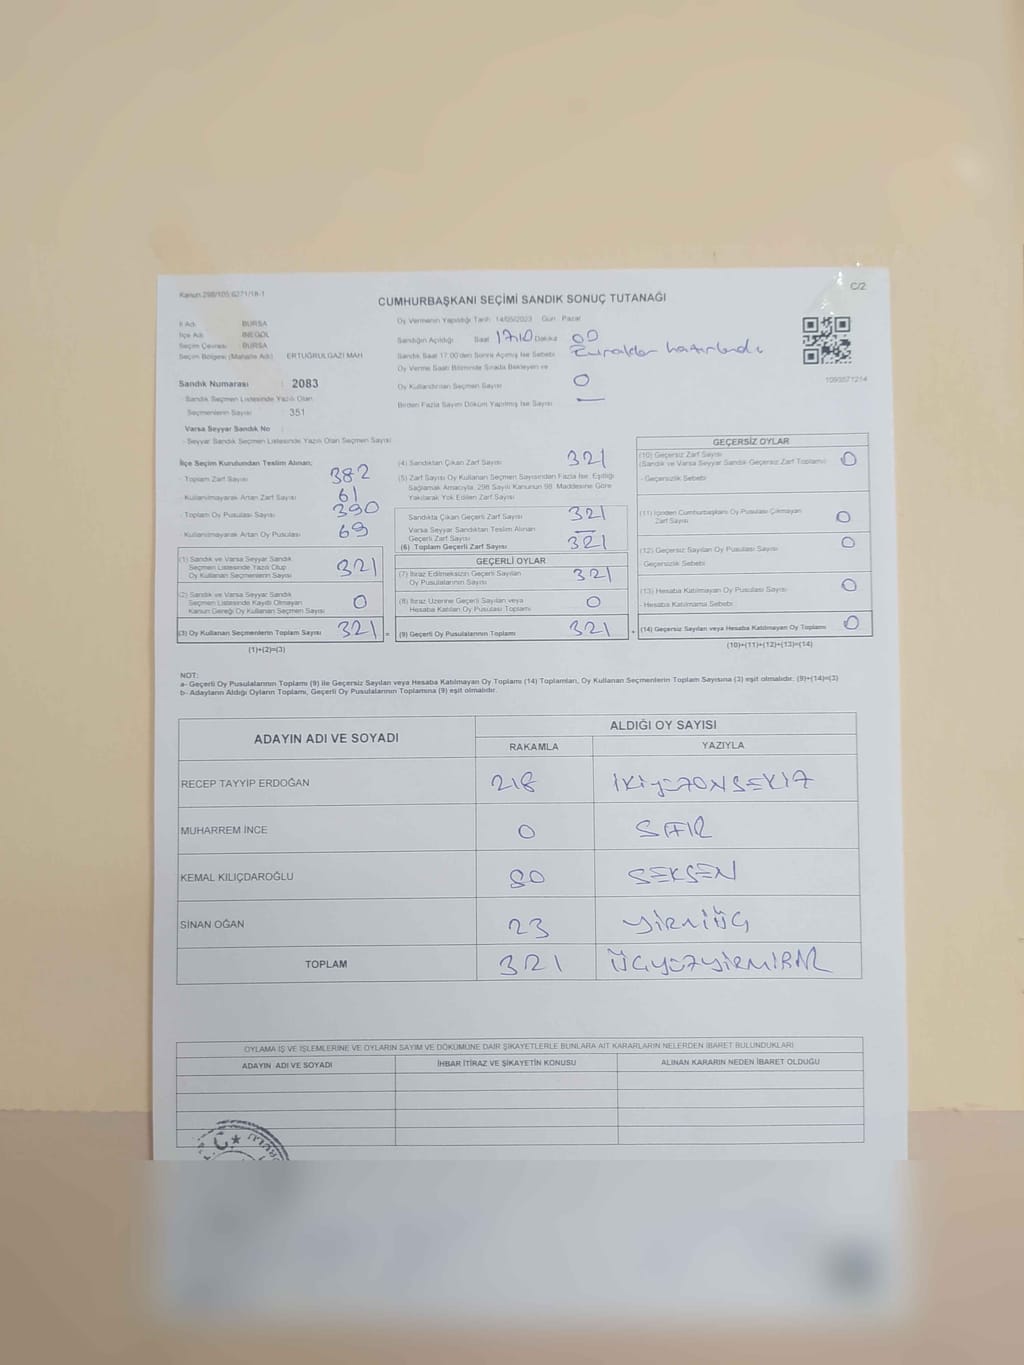 Kanun:298/105,6271/18-1
C/2
CUMHURBAŞKANI SEÇİMİ SANDIK SONUÇ TUTANAĞI
İl Adı : BURSA
İlçe Adı : İNEGÖL
Seçim Çevresi : BURSA
Seçim Bölgesi (Mahalle Adı) : ERTUĞRULGAZİ MAH
Sandık Numarası : 2083
- Sandık Seçmen Listesinde Yazılı Olan
Seçmenlerin Sayısı : 351
Varsa Seyyar Sandık No :
- Seyyar Sandık Seçmen Listesinde Yazılı Olan Seçmen Sayısı
Oy Vermenin Yapıldığı Tarih: 14/05/2023 Gün: Pazar
Sandığın Açıldığı Saat 17:10 Dakika 00
Sandık Saat 17:00'den Sonra Açılmış İse Sebebi
Oy Verme Saati Bitiminde Sırada Bekleyen ve
Oy Kullandırılan Seçmen Sayısı 0
Birden Fazla Sayım Döküm Yapılmış İse Sayısı —
1093571214
İlçe Seçim Kurulundan Teslim Alınan;
- Toplam Zarf Sayısı 382
- Kullanılmayarak Artan Zarf Sayısı 61
- Toplam Oy Pusulası Sayısı 390
- Kullanılmayarak Artan Oy Pusulası 69
(1) Sandık ve Varsa Seyyar Sandık
Seçmen Listesinde Yazılı Olup
Oy Kullanan Seçmenlerin Sayısı 321
(2) Sandık ve Varsa Seyyar Sandık
Seçmen Listesinde Kayıtlı Olmayan
Kanun Gereği Oy Kullanan Seçmen Sayısı 0
(3) Oy Kullanan Seçmenlerin Toplam Sayısı 321
(1)+(2)=(3)
(4) Sandıktan Çıkan Zarf Sayısı 321
(5) Zarf Sayısı Oy Kullanan Seçmen Sayısından Fazla İse, Eşitliği
Sağlamak Amacıyla, 298 Sayılı Kanunun 98. Maddesine Göre
Yakılarak Yok Edilen Zarf Sayısı
Sandıkta Çıkan Geçerli Zarf Sayısı 321
Varsa Seyyar Sandıktan Teslim Alınan
Geçerli Zarf Sayısı —
(6) Toplam Geçerli Zarf Sayısı 321
GEÇERLİ OYLAR
(7) İtiraz Edilmeksizin Geçerli Sayılan
Oy Pusulalarının Sayısı 321
(8) İtiraz Üzerine Geçerli Sayılan veya
Hesaba Katılan Oy Pusulası Toplamı 0
(9) Geçerli Oy Pusulalarının Toplamı 321
GEÇERSİZ OYLAR
(10) Geçersiz Zarf Sayısı
(Sandık ve Varsa Seyyar Sandık Geçersiz Zarf Toplamı) 0
- Geçersizlik Sebebi
(11) İçinden Cumhurbaşkanı Oy Pusulası Çıkmayan
Zarf Sayısı 0
(12) Geçersiz Sayılan Oy Pusulası Sayısı 0
- Geçersizlik Sebebi
(13) Hesaba Katılmayan Oy Pusulası Sayısı 0
- Hesaba Katılmama Sebebi
(14) Geçersiz Sayılan veya Hesaba Katılmayan Oy Toplamı 0
(10)+(11)+(12)+(13)=(14)
NOT:
a- Geçerli Oy Pusulalarının Toplamı (9) ile Geçersiz Sayılan veya Hesaba Katılmayan Oy Toplamı (14) Toplamları, Oy Kullanan Seçmenlerin Toplam Sayısına (3) eşit olmalıdır. (9)+(14)=(3)
b- Adayların Aldığı Oyların Toplamı, Geçerli Oy Pusulalarının Toplamına (9) eşit olmalıdır.
ADAYIN ADI VE SOYADI
ALDIĞI OY SAYISI
RAKAMLA YAZIYLA
RECEP TAYYİP ERDOĞAN 218 İKİYÜZONSEKİZ
MUHARREM İNCE 0 SIFIR
KEMAL KILIÇDAROĞLU 80 SEKSEN
SİNAN OĞAN 23 YİRMİÜÇ
TOPLAM 321 ÜÇYÜZYİRMİBİR
OYLAMA İŞ VE İŞLEMLERİNE VE OYLARIN SAYIM VE DÖKÜMÜNE DAİR ŞİKAYETLERLE BUNLARA AİT KARARLARIN NELERDEN İBARET BULUNDUKLARI
ADAYIN ADI VE SOYADI İHBAR İTİRAZ VE ŞİKAYETİN KONUSU ALINAN KARARIN NEDEN İBARET OLDUĞU